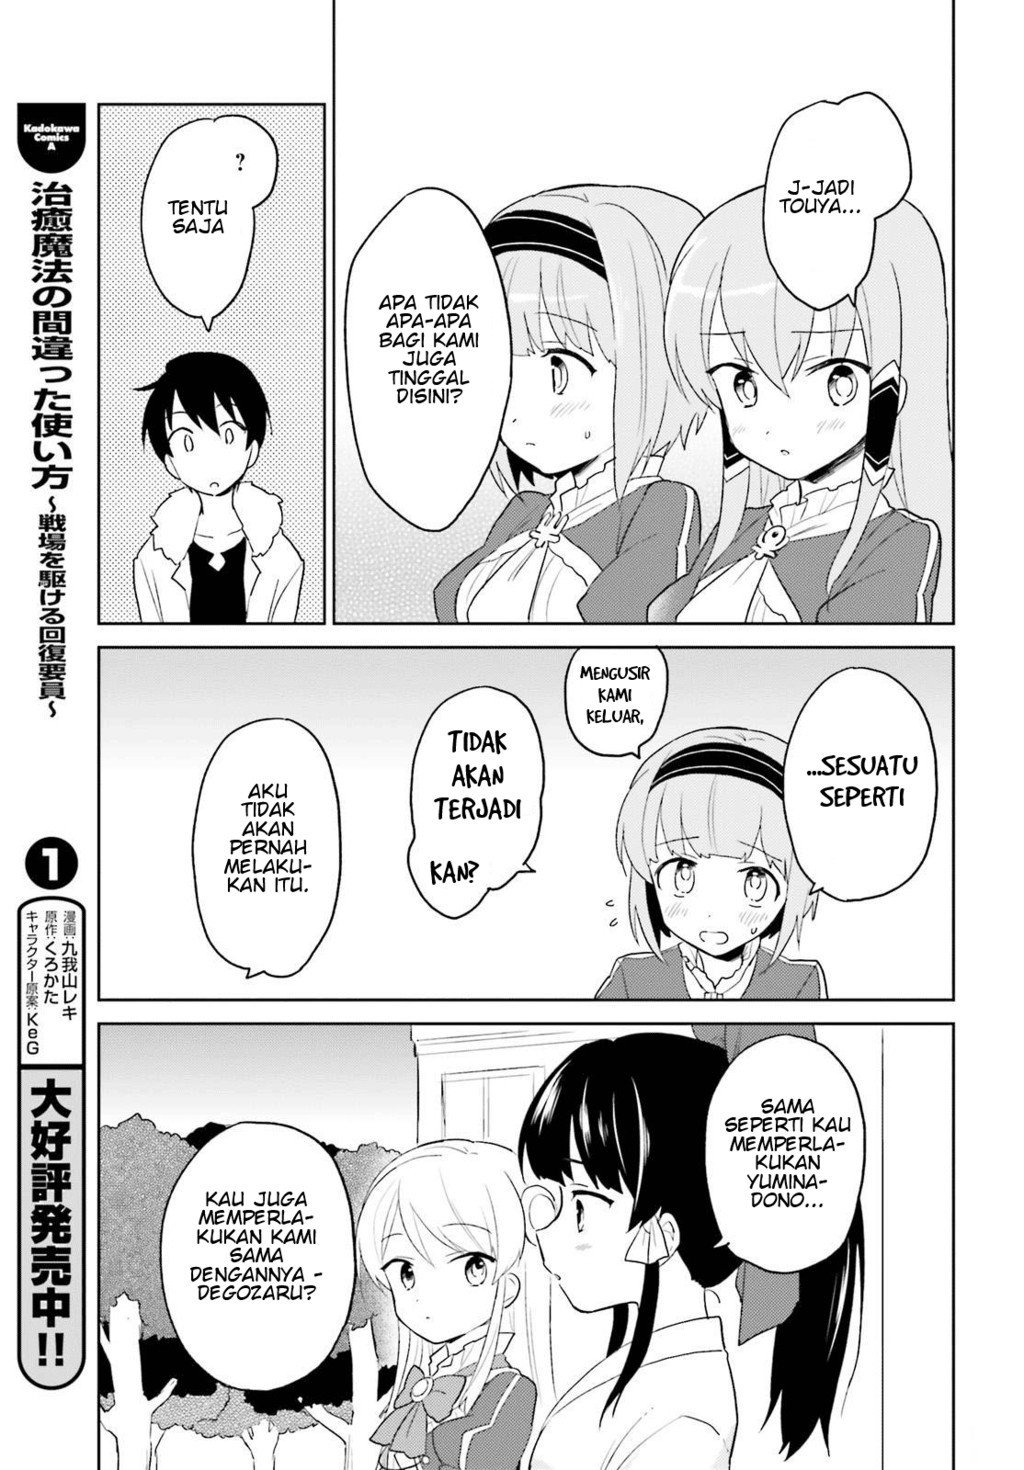 J-JADI
TOUYA...
APA TIDAK
APA-APA
BAGI KAMI
JUGA
TINGGAL
DISINI?
?
TENTU
SAJA
...SESUATU
SEPERTI
MENGUSIR
KAMI
KELUAR,
TIDAK
AKAN
TERJADI
KAN?
AKU
TIDAK
AKAN
PERNAH
MELAKU-
KAN ITU.
SAMA
SEPERTI KAU
MEMPERLA-
KUKAN
YUMINA-
DONO...
KAU JUGA
MEMPERLA-
KUKAN KAMI
SAMA
DENGANNYA -
DEGOZARU?
Kadokawa
Comics
A
治癒魔法の間違った使い方
～戦場を駆ける回復要員～
1
漫画:九我山レキ
原作:くろかた
キャラクター原案:KeG
大好評発売中!!